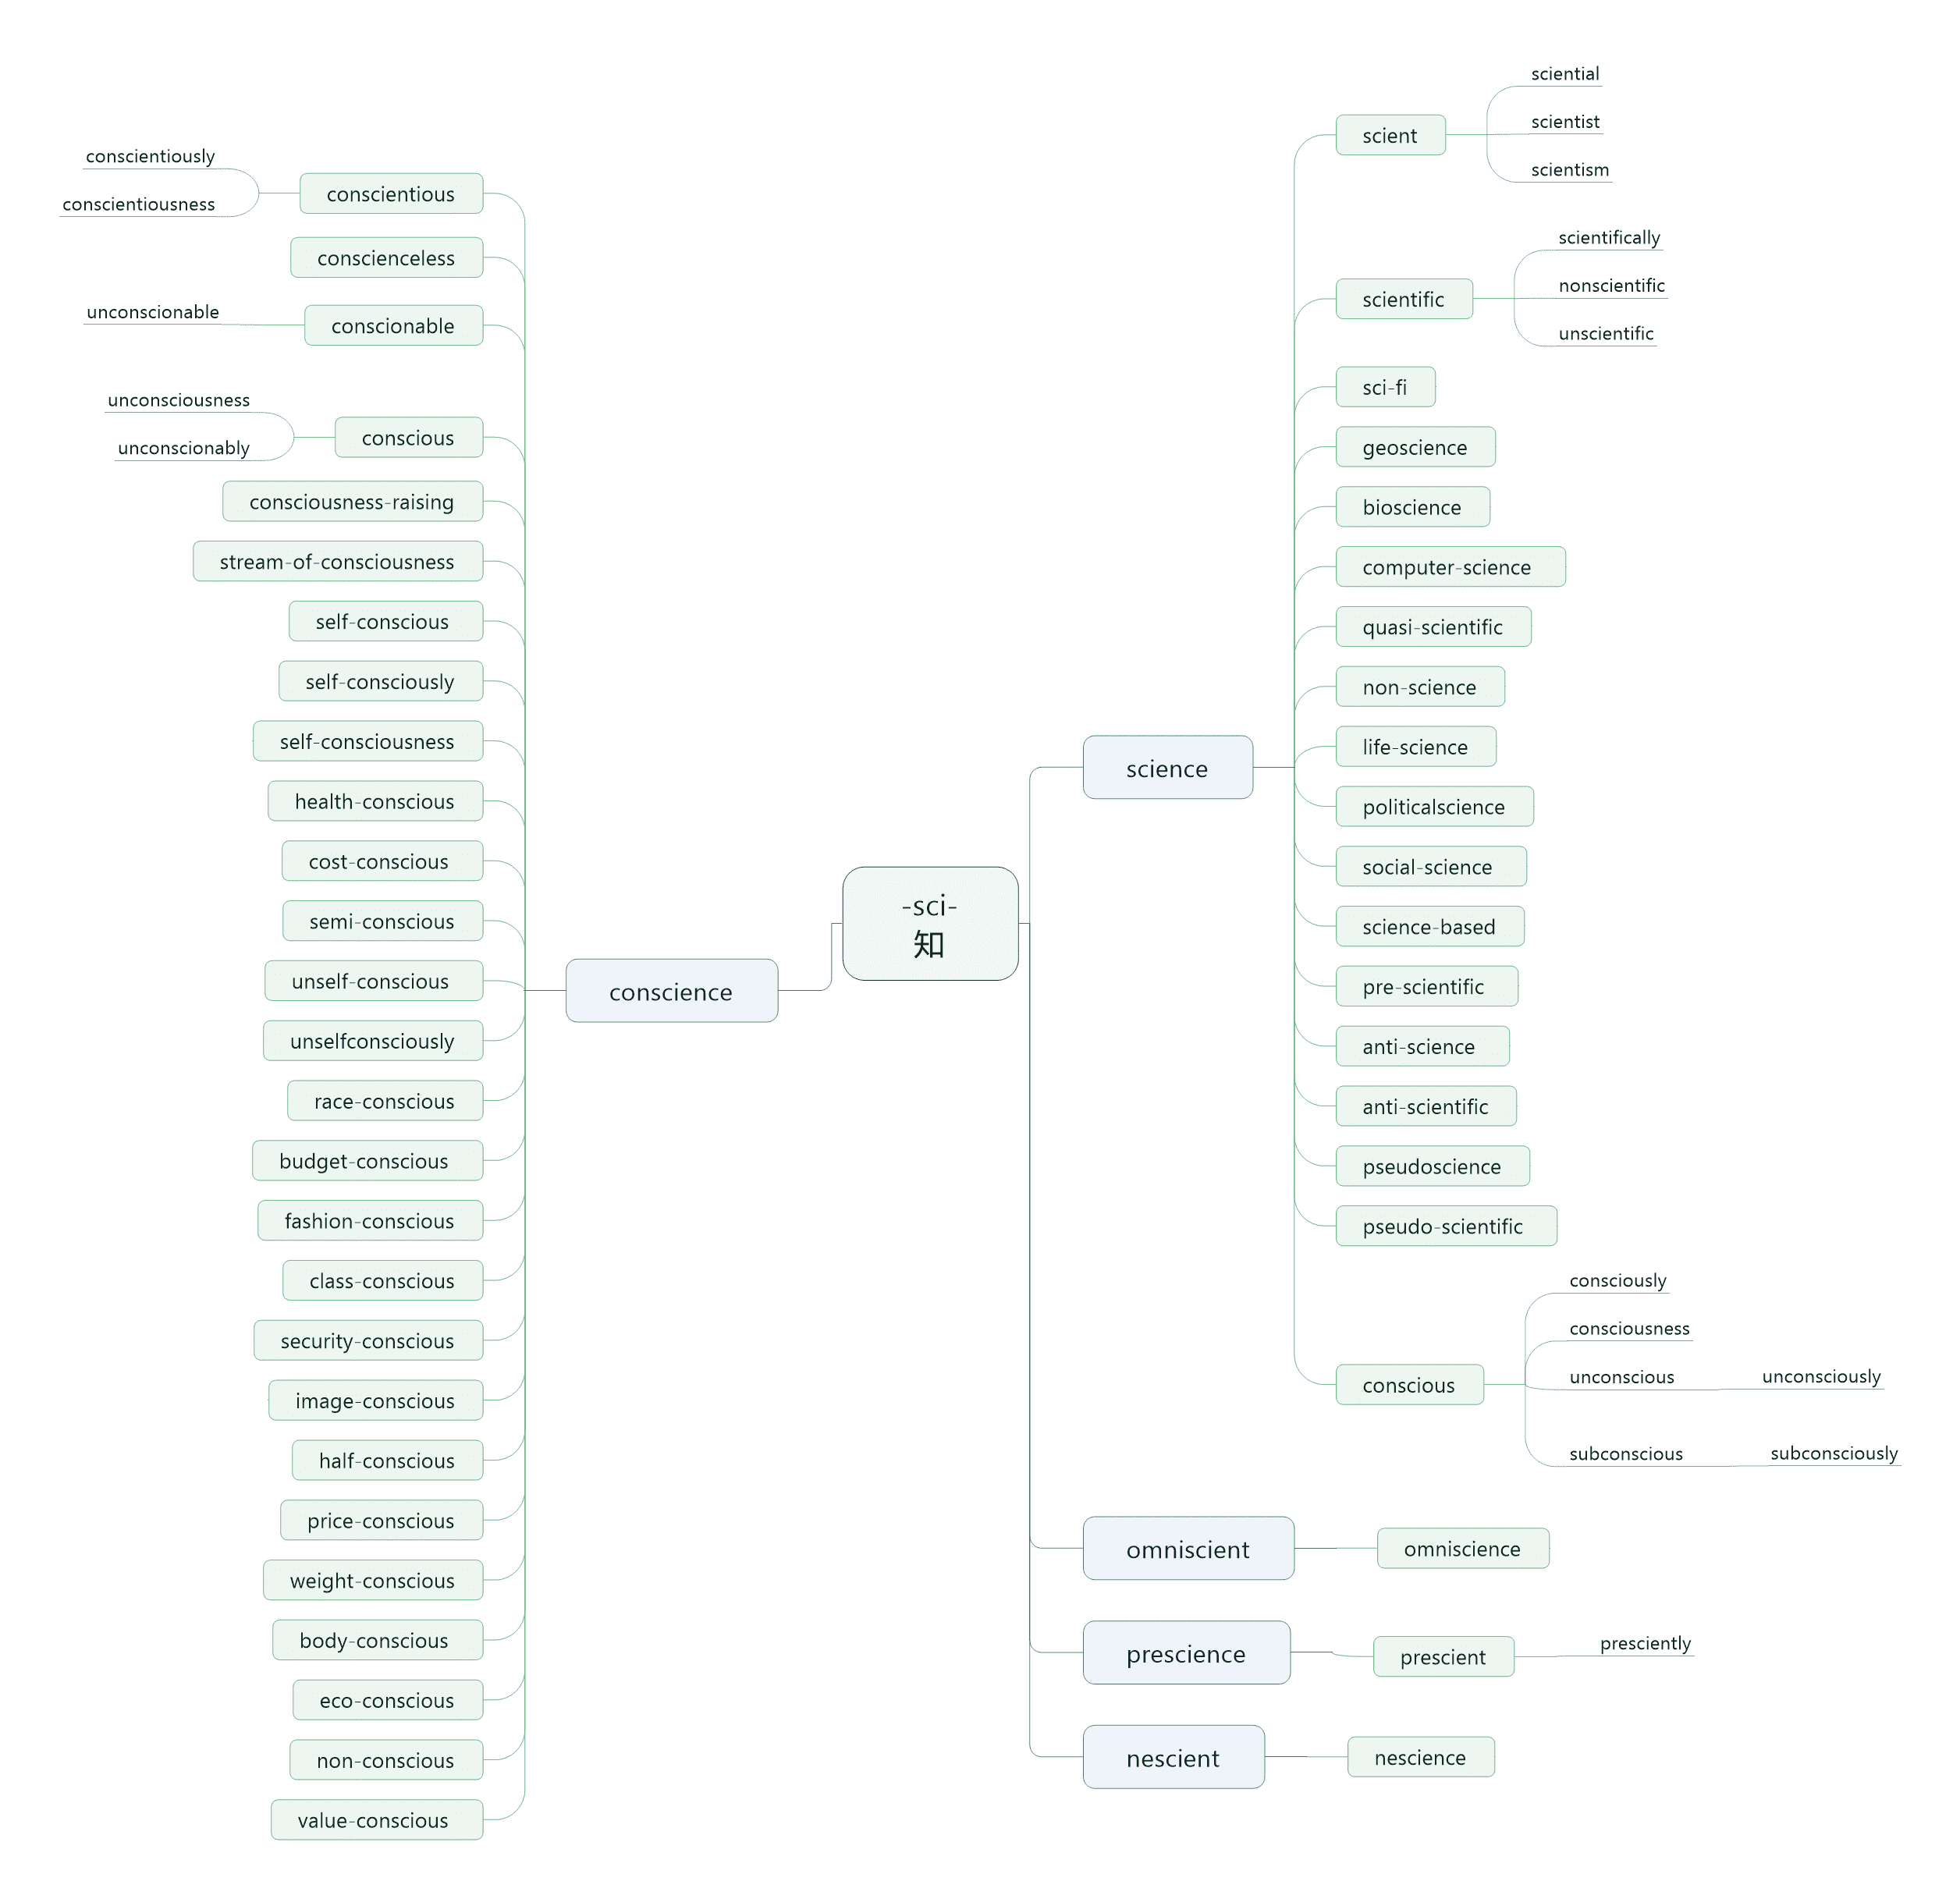 -sci-
知
science
scient
sciential
scientist
scientism
scientific
scientifically
nonscientific
unscientific
sci-fi
geoscience
bioscience
computer-science
quasi-scientific
non-science
life-science
politicalscience
social-science
science-based
pre-scientific
anti-science
anti-scientific
pseudoscience
pseudo-scientific
conscious
consciously
consciousness
unconscious
unconsciously
subconscious
subconsciously
omniscient
omniscience
prescience
prescient
presciently
nescient
nescience
conscience
conscientious
conscientiously
conscientiousness
conscienceless
conscionable
unconscionable
conscious
unconsciousness
unconscionably
consciousness-raising
stream-of-consciousness
self-conscious
self-consciously
self-consciousness
health-conscious
cost-conscious
semi-conscious
unself-conscious
unselfconsciously
race-conscious
budget-conscious
fashion-conscious
class-conscious
security-conscious
image-conscious
half-conscious
price-conscious
weight-conscious
body-conscious
eco-conscious
non-conscious
value-conscious